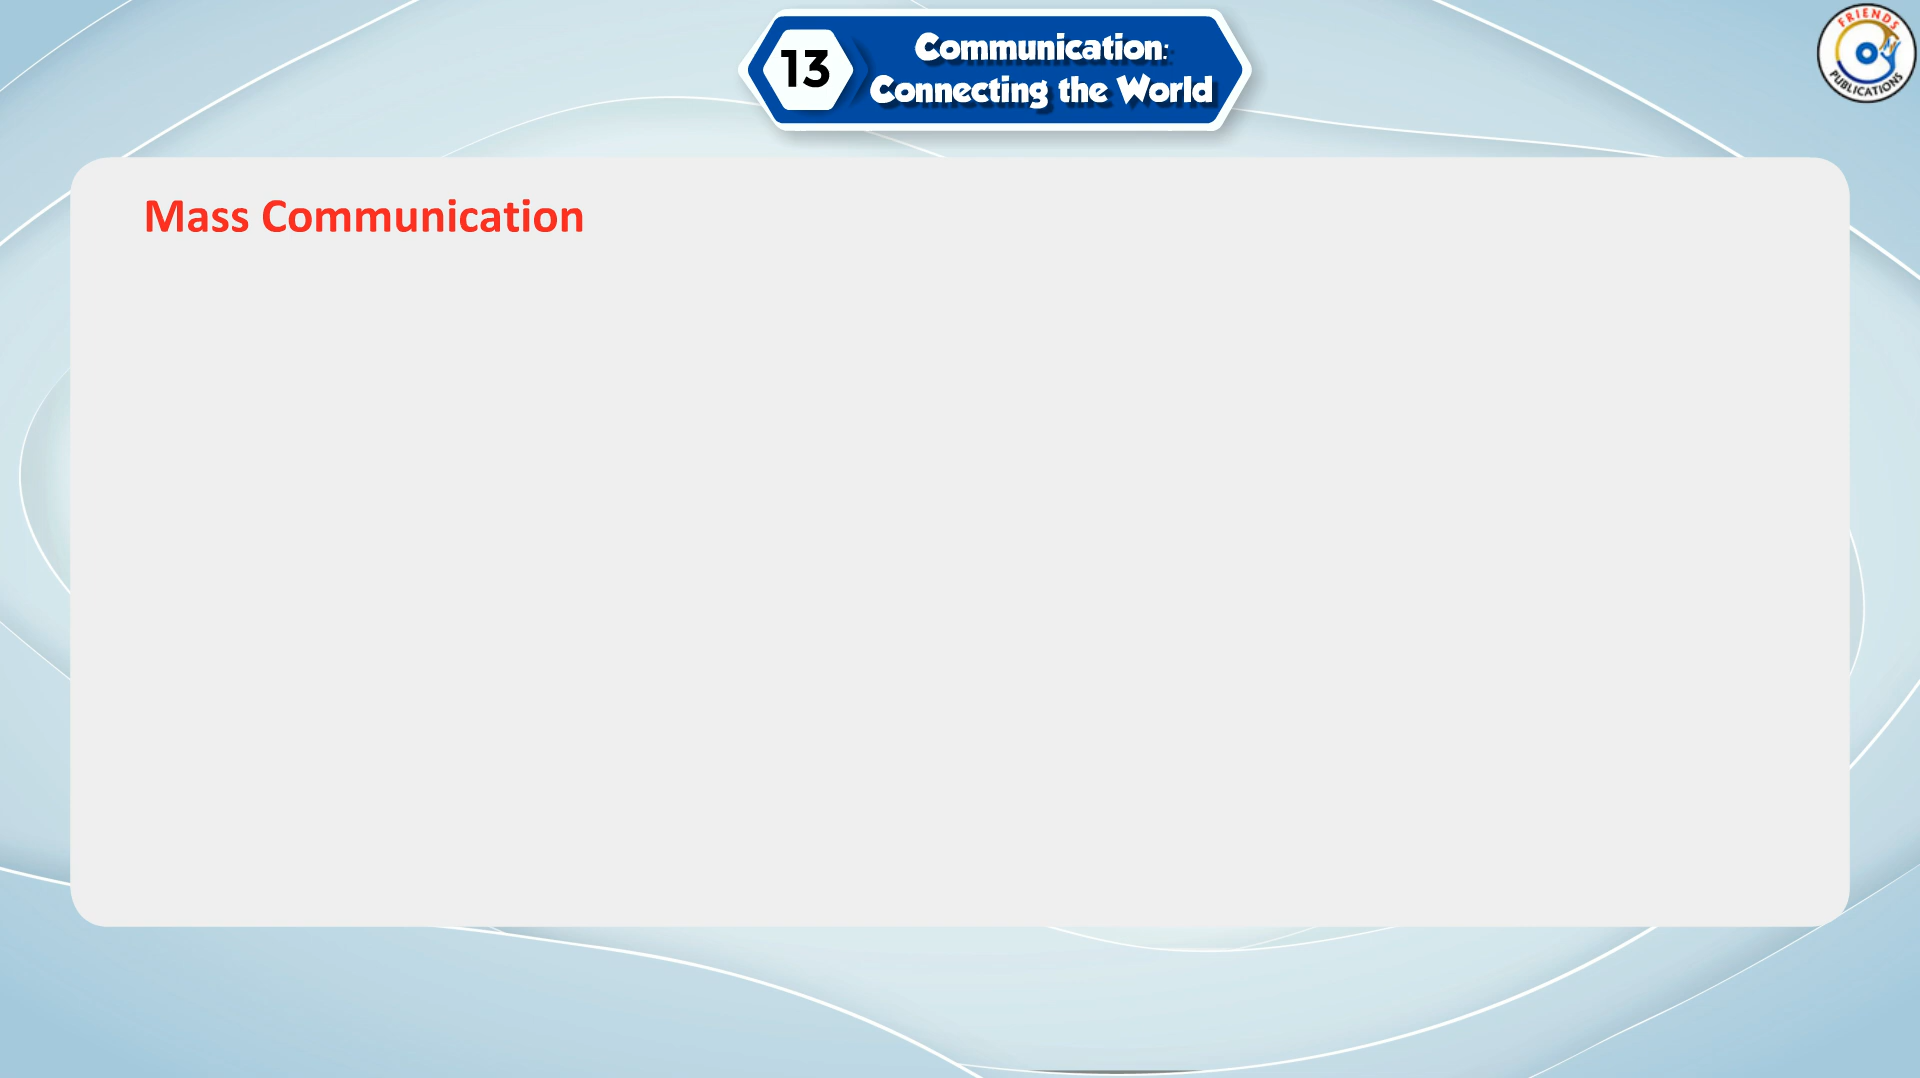 13
Communication:
Connecting the World
FRIENDS
PUBLICATIONS
Mass Communication